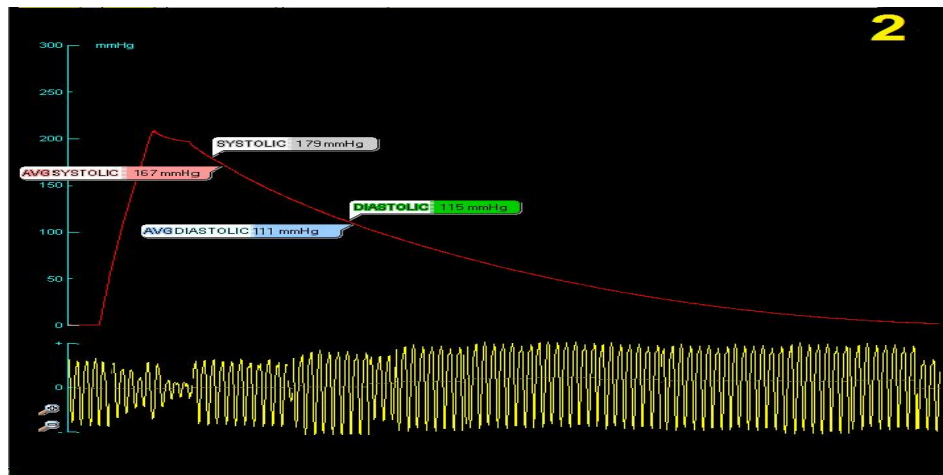 2
300 mmHg
250
200
SYSTOLIC 179 mmHg
AVG SYSTOLIC 167 mmHg
150
DIASTOLIC 115 mmHg
AVG DIASTOLIC 111 mmHg
100
50
0
+
0
-